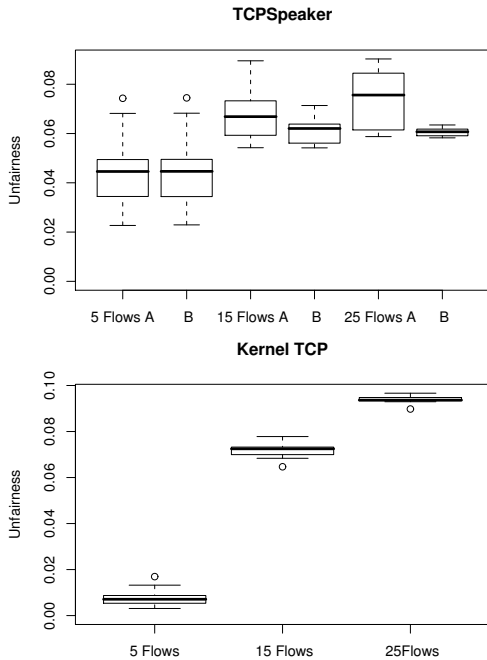 TCPSpeaker
Unfairness
0.08
0.06
0.04
0.02
0.00
5 Flows A B 15 Flows A B 25 Flows A B
Kernel TCP
Unfairness
0.10
0.08
0.06
0.04
0.02
0.00
5 Flows 15 Flows 25Flows